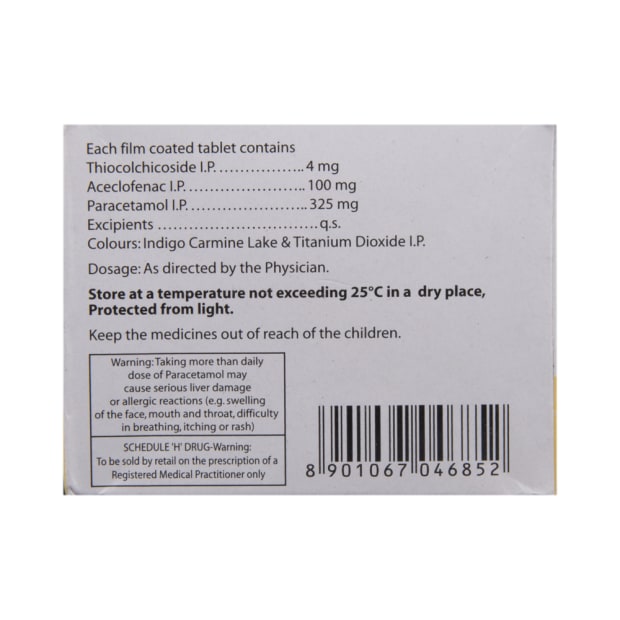 Each film coated tablet contains
Thiocolchicoside I.P. ................ 4 mg
Aceclofenac I.P. ...................... 100 mg
Paracetamol I.P. ...................... 325 mg
Excipients .............................. q.s.
Colours: Indigo Carmine Lake & Titanium Dioxide I.P.
Dosage: As directed by the Physician.
Store at a temperature not exceeding 25°C in a dry place,
Protected from light.
Keep the medicines out of reach of the children.
Warning: Taking more than daily
dose of Paracetamol may
cause serious liver damage
or allergic reactions (e.g. swelling
of the face, mouth and throat, difficulty
in breathing, itching or rash)
SCHEDULE 'H' DRUG-Warning:
To be sold by retail on the prescription of a
Registered Medical Practitioner only
8 901067 046852